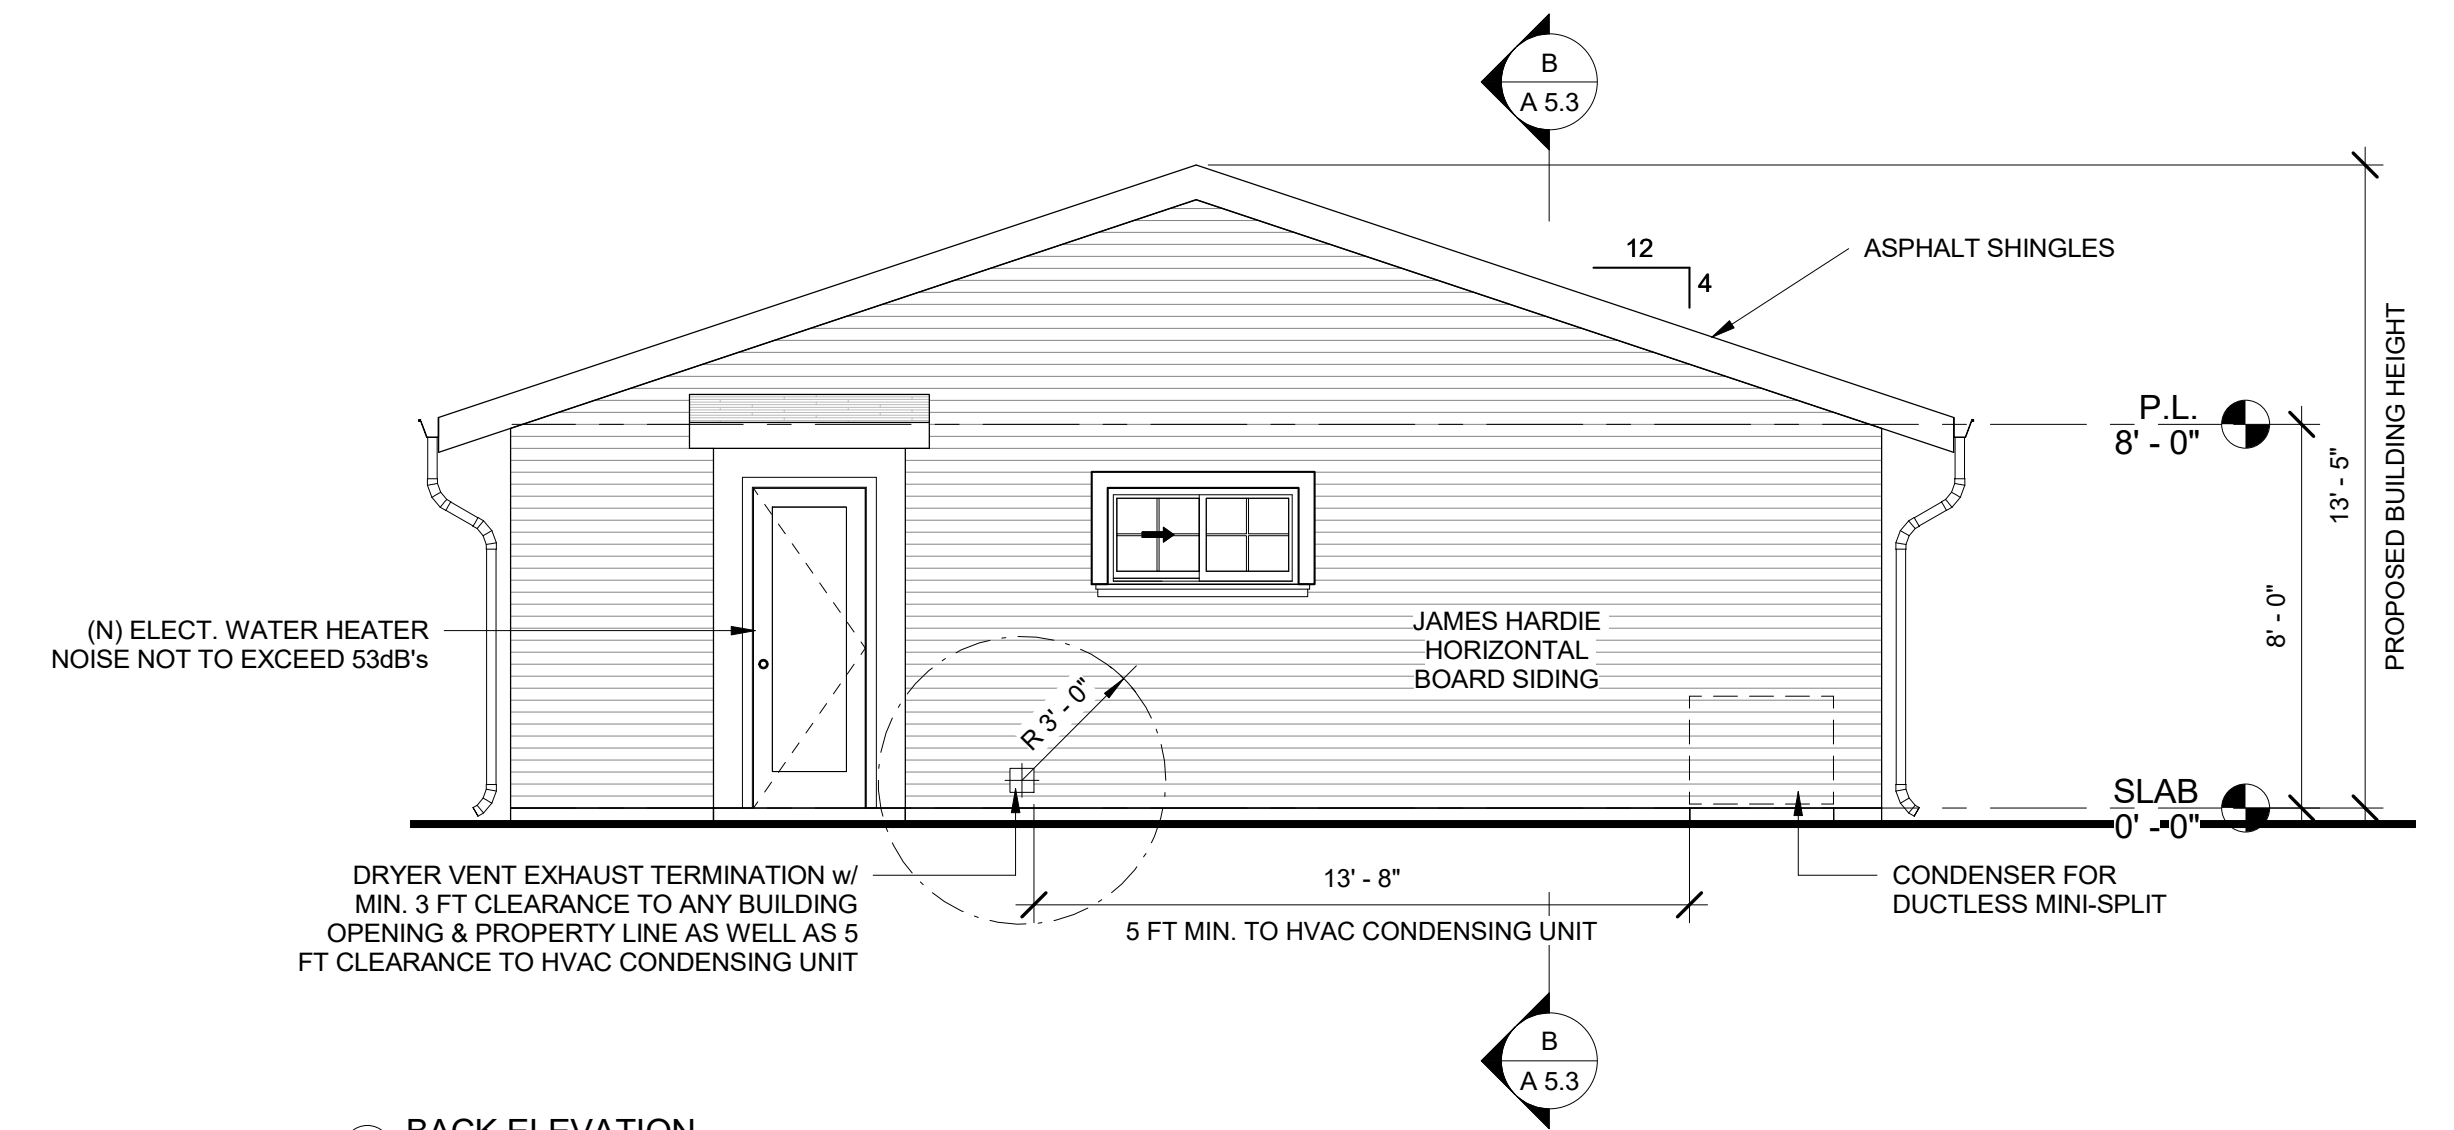 B
A 5.3
12
4
ASPHALT SHINGLES
P.L.
8' - 0"
13' - 5"
PROPOSED BUILDING HEIGHT
8' - 0"
(N) ELECT. WATER HEATER
NOISE NOT TO EXCEED 53dB's
JAMES HARDIE
HORIZONTAL
BOARD SIDING
R 3' - 0"
SLAB
0' - 0"
DRYER VENT EXHAUST TERMINATION w/
MIN. 3 FT CLEARANCE TO ANY BUILDING
OPENING & PROPERTY LINE AS WELL AS 5
FT CLEARANCE TO HVAC CONDENSING UNIT
13' - 8"
5 FT MIN. TO HVAC CONDENSING UNIT
CONDENSER FOR
DUCTLESS MINI-SPLIT
B
A 5.3
BACK ELEVATION